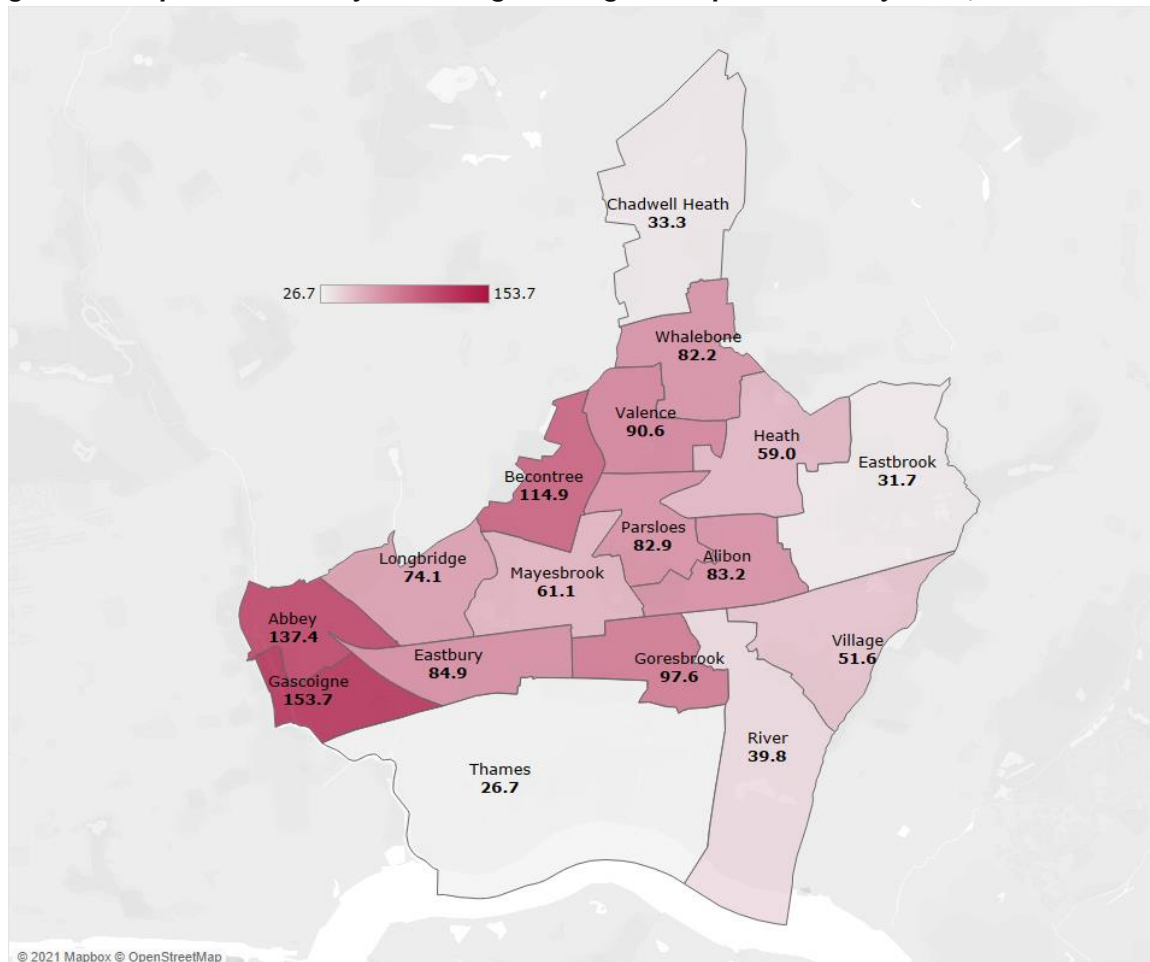 Chadwell Heath
33.3
26.7
153.7
Whalebone
82.2
Valence
90.6
Heath
59.0
Eastbrook
31.7
Becontree
114.9
Parsloes
82.9
Alibon
83.2
Longbridge
74.1
Mayesbrook
61.1
Abbey
137.4
Village
51.6
Eastbury
84.9
Goresbrook
97.6
Gascoigne
153.7
River
39.8
Thames
26.7
© 2021 Mapbox © OpenStreetMap